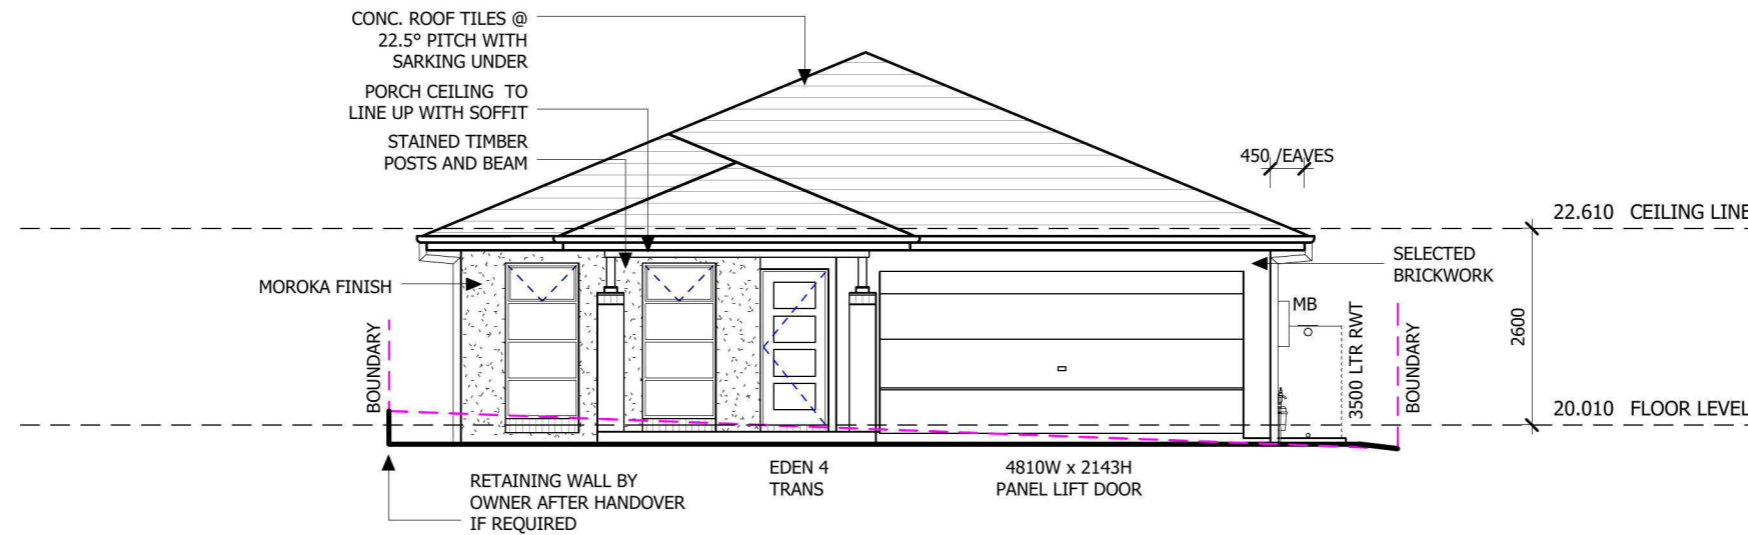 CONC. ROOF TILES @
22.5° PITCH WITH
SARKING UNDER
PORCH CEILING TO
LINE UP WITH SOFFIT
STAINED TIMBER
POSTS AND BEAM
450 EAVES
22.610 CEILING LINE
SELECTED
BRICKWORK
MOROKA FINISH
MB
BOUNDARY
3500 LTR RWT
BOUNDARY
2600
20.010 FLOOR LEVEL
EDEN 4
TRANS
4810W x 2143H
PANEL LIFT DOOR
RETAINING WALL BY
OWNER AFTER HANDOVER
IF REQUIRED